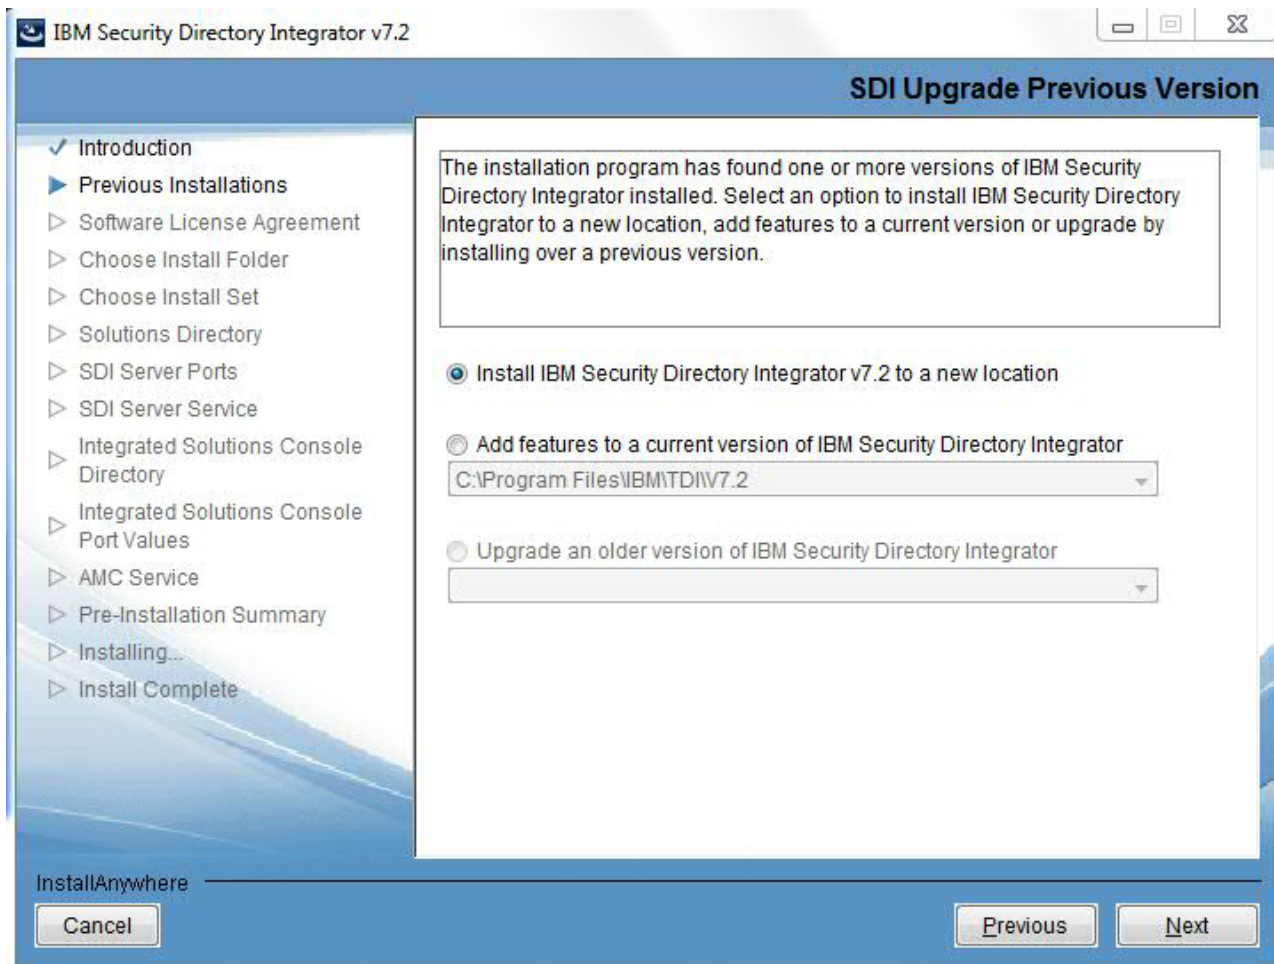 IBM Security Directory Integrator v7.2
SDI Upgrade Previous Version
Introduction
Previous Installations
Software License Agreement
Choose Install Folder
Choose Install Set
Solutions Directory
SDI Server Ports
SDI Server Service
Integrated Solutions Console
Directory
Integrated Solutions Console
Port Values
AMC Service
Pre-Installation Summary
Installing...
Install Complete
The installation program has found one or more versions of IBM Security
Directory Integrator installed. Select an option to install IBM Security Directory
Integrator to a new location, add features to a current version or upgrade by
installing over a previous version.
Install IBM Security Directory Integrator v7.2 to a new location
Add features to a current version of IBM Security Directory Integrator
C:\Program Files\IBM\TDI\V7.2
Upgrade an older version of IBM Security Directory Integrator
InstallAnywhere
Cancel
Previous
Next